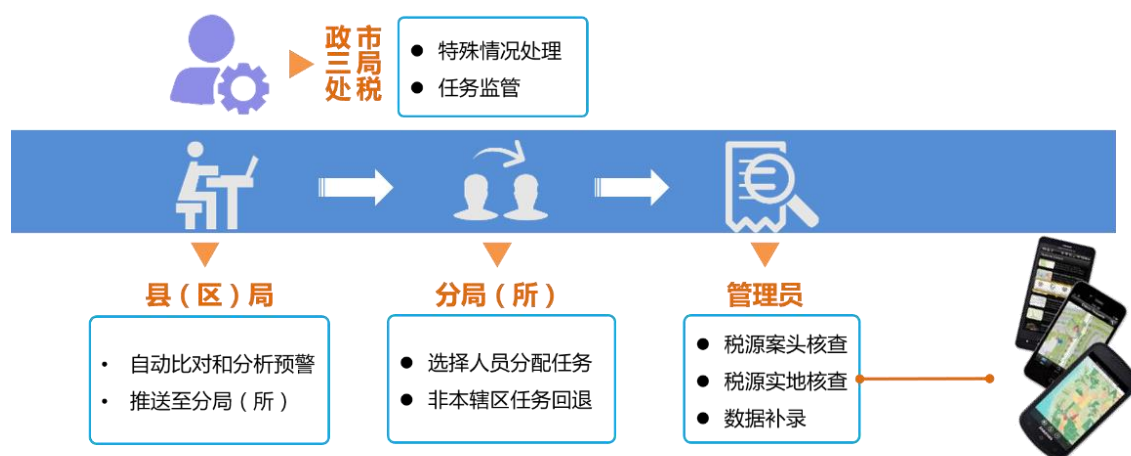 政市
三局
处税
● 特殊情况处理
● 任务监管
县（区）局
• 自动比对和分析预警
• 推送至分局（所）
分局（所）
● 选择人员分配任务
● 非本辖区任务回退
管理员
● 税源案头核查
● 税源实地核查
● 数据补录